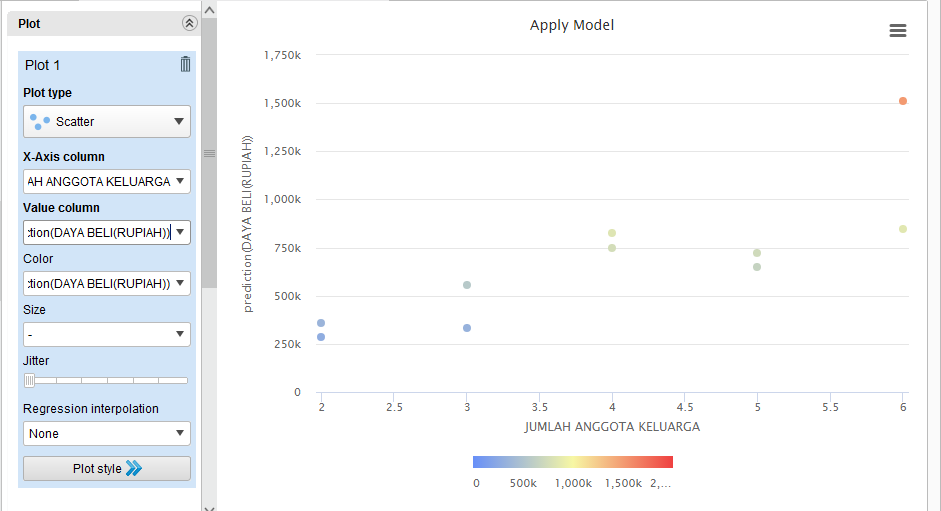 Plot
Plot 1
Plot type
Scatter
X-Axis column
AH ANGGOTA KELUARGA
Value column
tion(DAYA BELI(RUPIAH))
Color
tion(DAYA BELI(RUPIAH))
Size
-
Jitter
Regression interpolation
None
Plot style
Apply Model
prediction(DAYA BELI(RUPIAH))
1,750k
1,500k
1,250k
1,000k
750k
500k
250k
0
2 2.5 3 3.5 4 4.5 5 5.5 6
JUMLAH ANGGOTA KELUARGA
0 500k 1,000k 1,500k 2,...